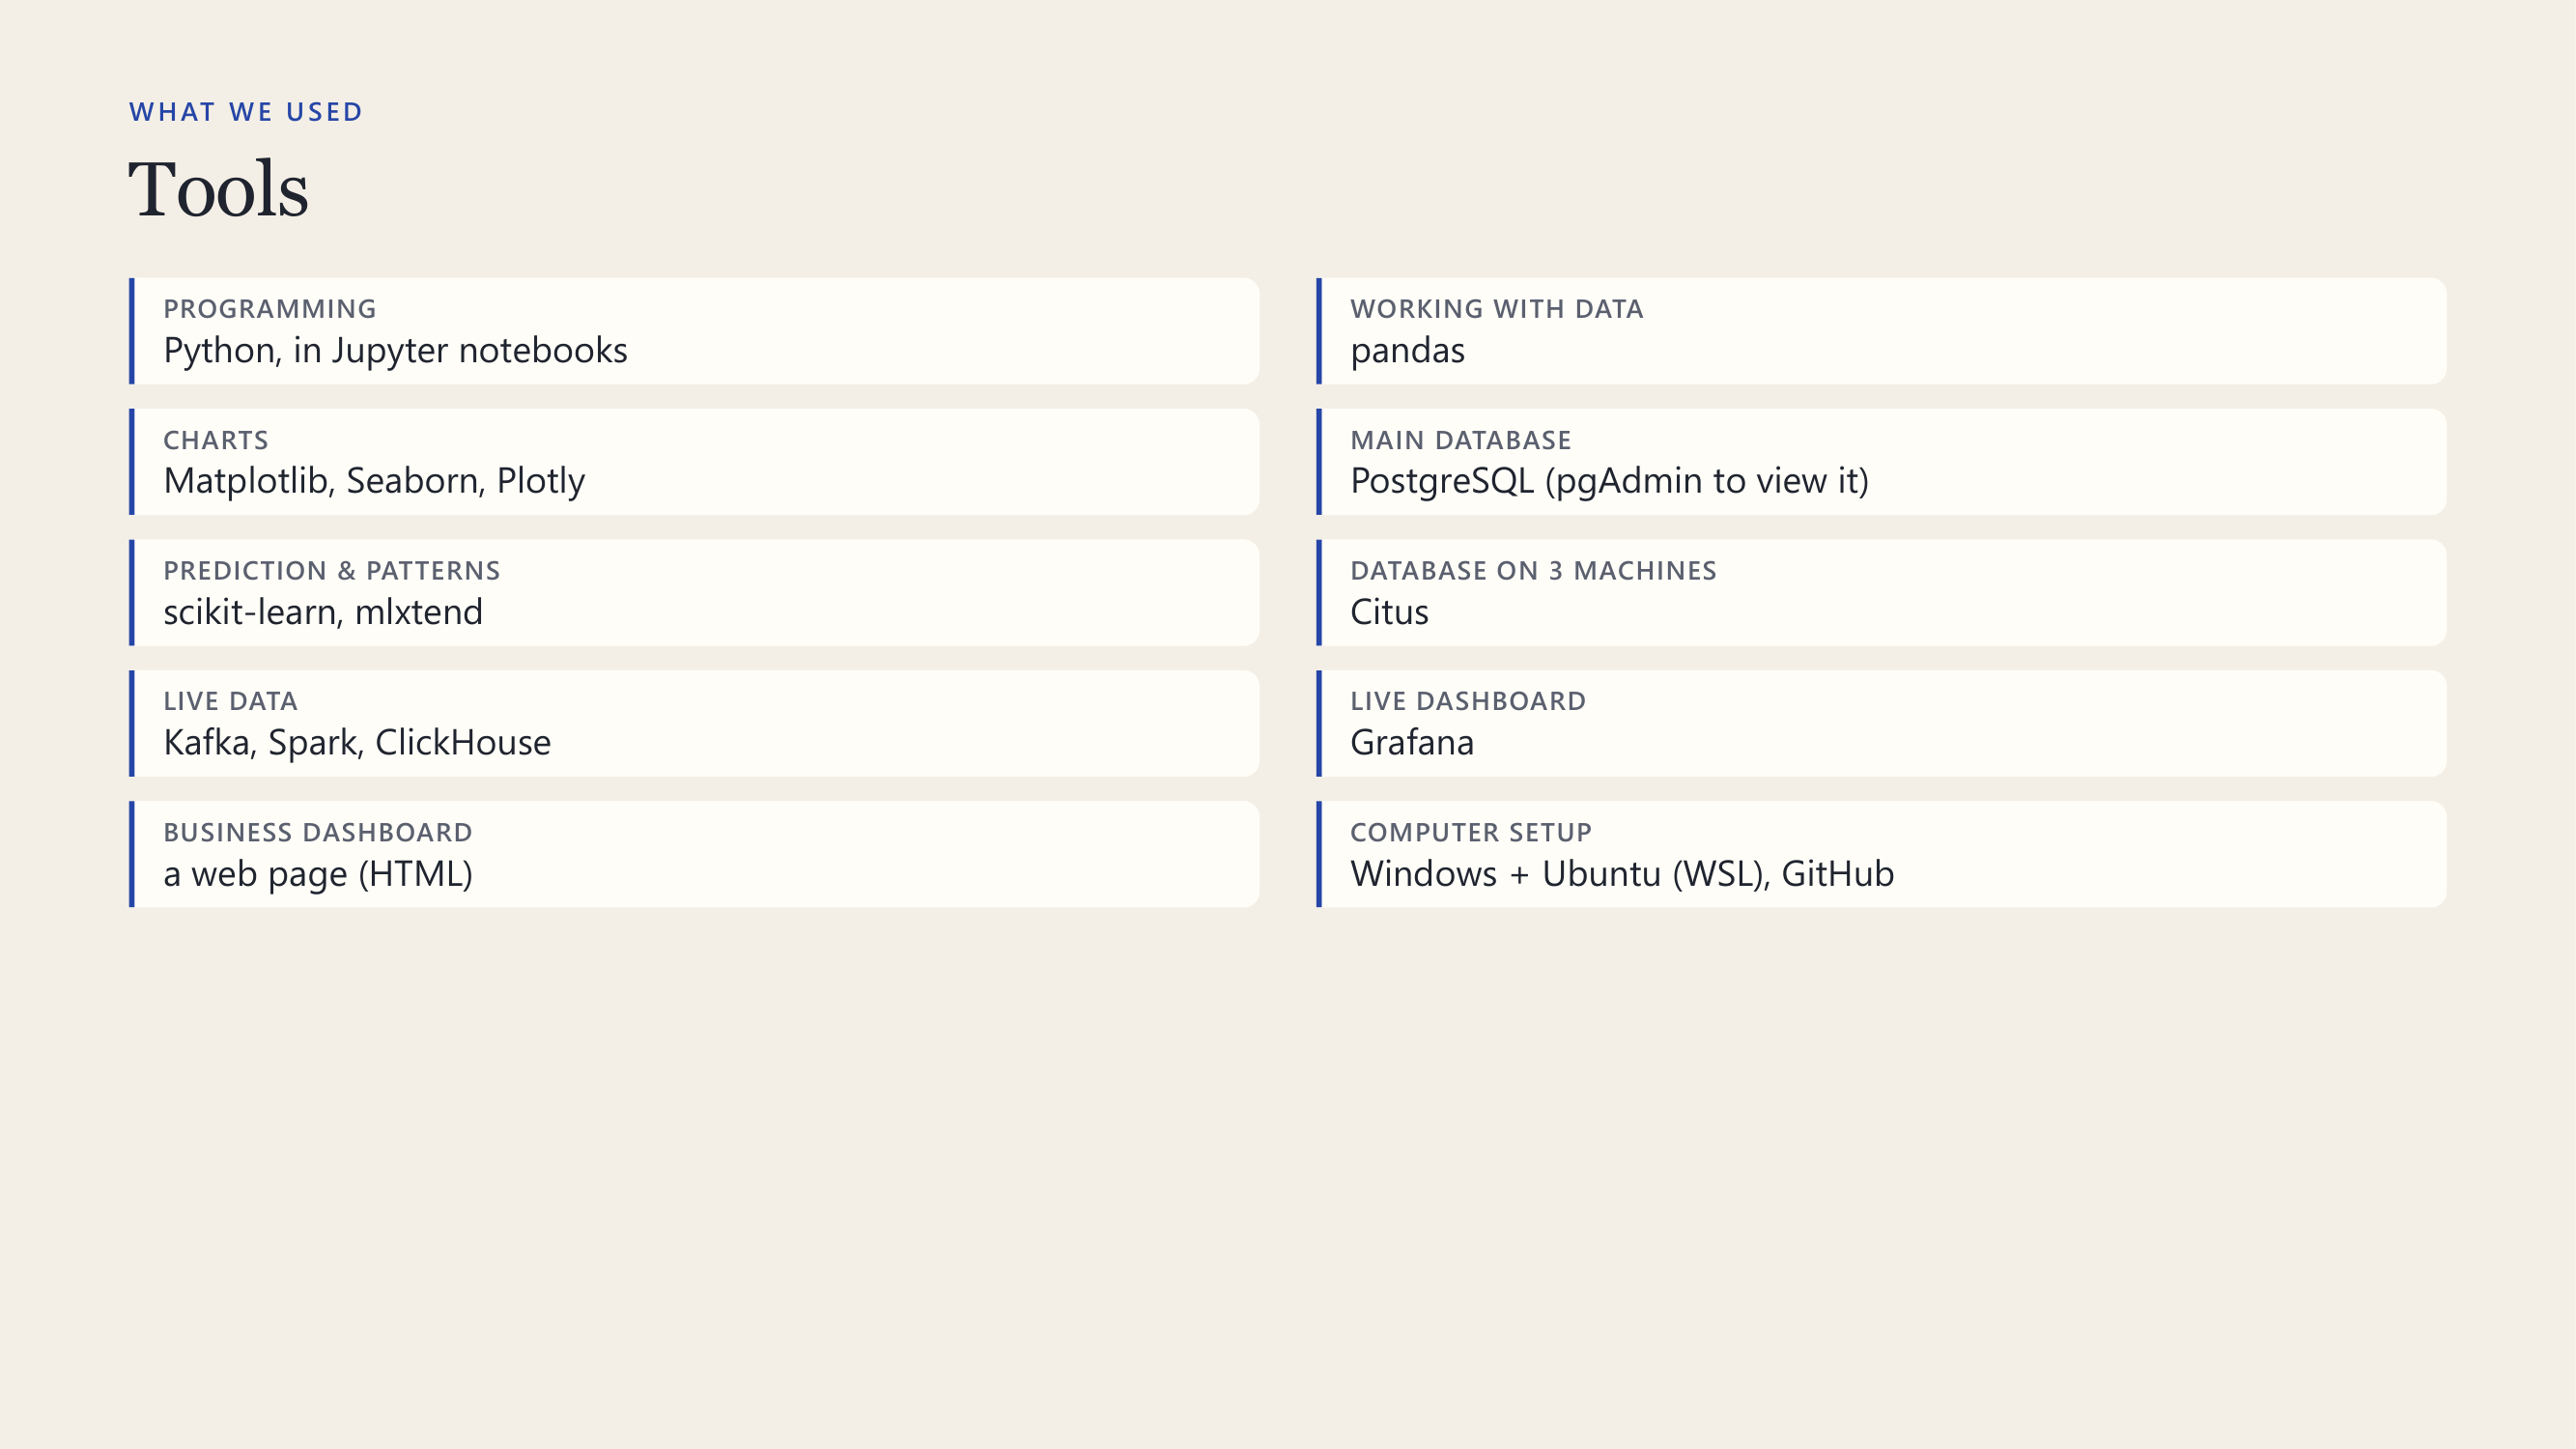 WHAT WE USED
Tools
PROGRAMMING
Python, in Jupyter notebooks
WORKING WITH DATA
pandas
CHARTS
Matplotlib, Seaborn, Plotly
MAIN DATABASE
PostgreSQL (pgAdmin to view it)
PREDICTION & PATTERNS
scikit-learn, mlxtend
DATABASE ON 3 MACHINES
Citus
LIVE DATA
Kafka, Spark, ClickHouse
LIVE DASHBOARD
Grafana
BUSINESS DASHBOARD
a web page (HTML)
COMPUTER SETUP
Windows + Ubuntu (WSL), GitHub